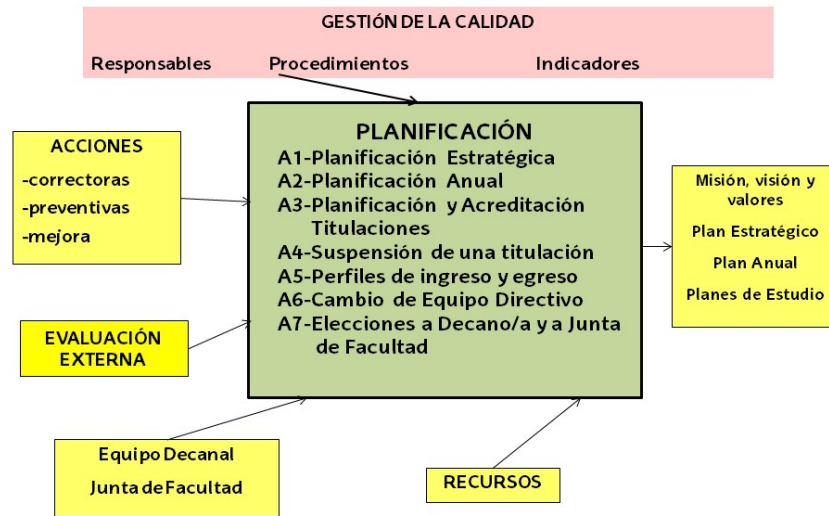 GESTIÓN DE LA CALIDAD
Responsables Procedimientos Indicadores
ACCIONES
-correctoras
-preventivas
-mejora
EVALUACIÓN
EXTERNA
PLANIFICACIÓN
A1-Planificación Estratégica
A2-Planificación Anual
A3-Planificación y Acreditación
Titulaciones
A4-Suspensión de una titulación
A5-Perfiles de ingreso y egreso
A6-Cambio de Equipo Directivo
A7-Elecciones a Decano/a y a Junta
de Facultad
Misión, visión y
valores
Plan Estratégico
Plan Anual
Planes de Estudio
Equipo Decanal
Junta de Facultad
RECURSOS